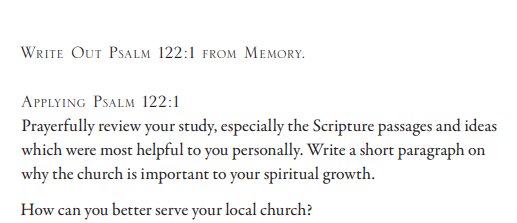 Write Out Psalm 122:1 from Memory.
Applying Psalm 122:1
Prayerfully review your study, especially the Scripture passages and ideas
which were most helpful to you personally. Write a short paragraph on
why the church is important to your spiritual growth.
How can you better serve your local church?